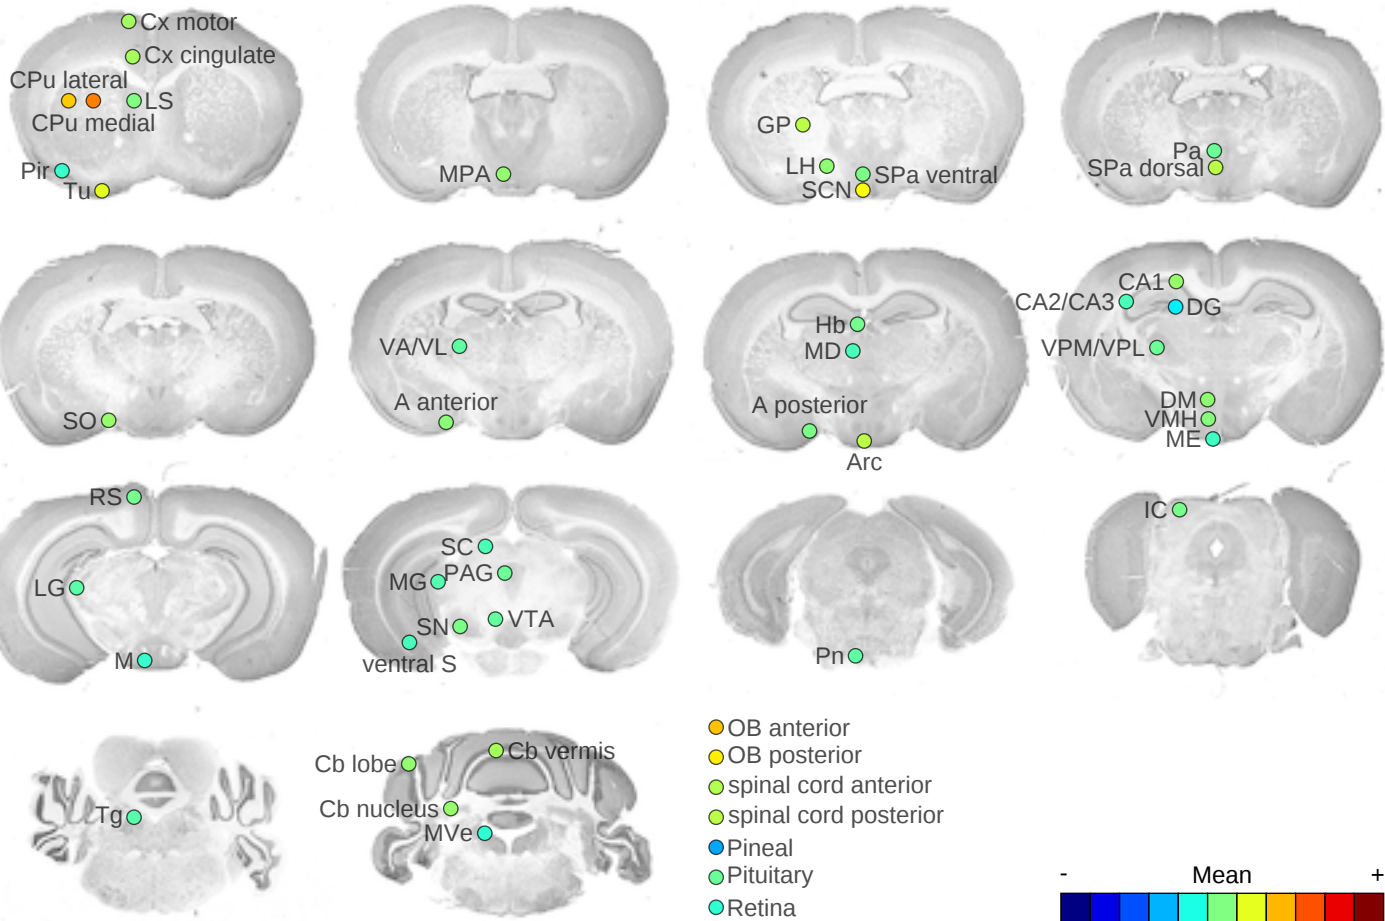 Cx motor
Cx cingulate
CPu lateral
LS
CPu medial
Pir
Tu
MPA
GP
LH
SPa ventral
SCN
Pa
SPa dorsal
SO
VA/VL
A anterior
Hb
MD
A posterior
Arc
CA1
CA2/CA3
DG
VPM/VPL
DM
VMH
ME
RS
LG
M
SC
PAG
MG
SN
VTA
ventral S
Pn
IC
Tg
Cb lobe
Cb vermis
Cb nucleus
MVe
OB anterior
OB posterior
spinal cord anterior
spinal cord posterior
Pineal
Pituitary
Retina
- Mean +